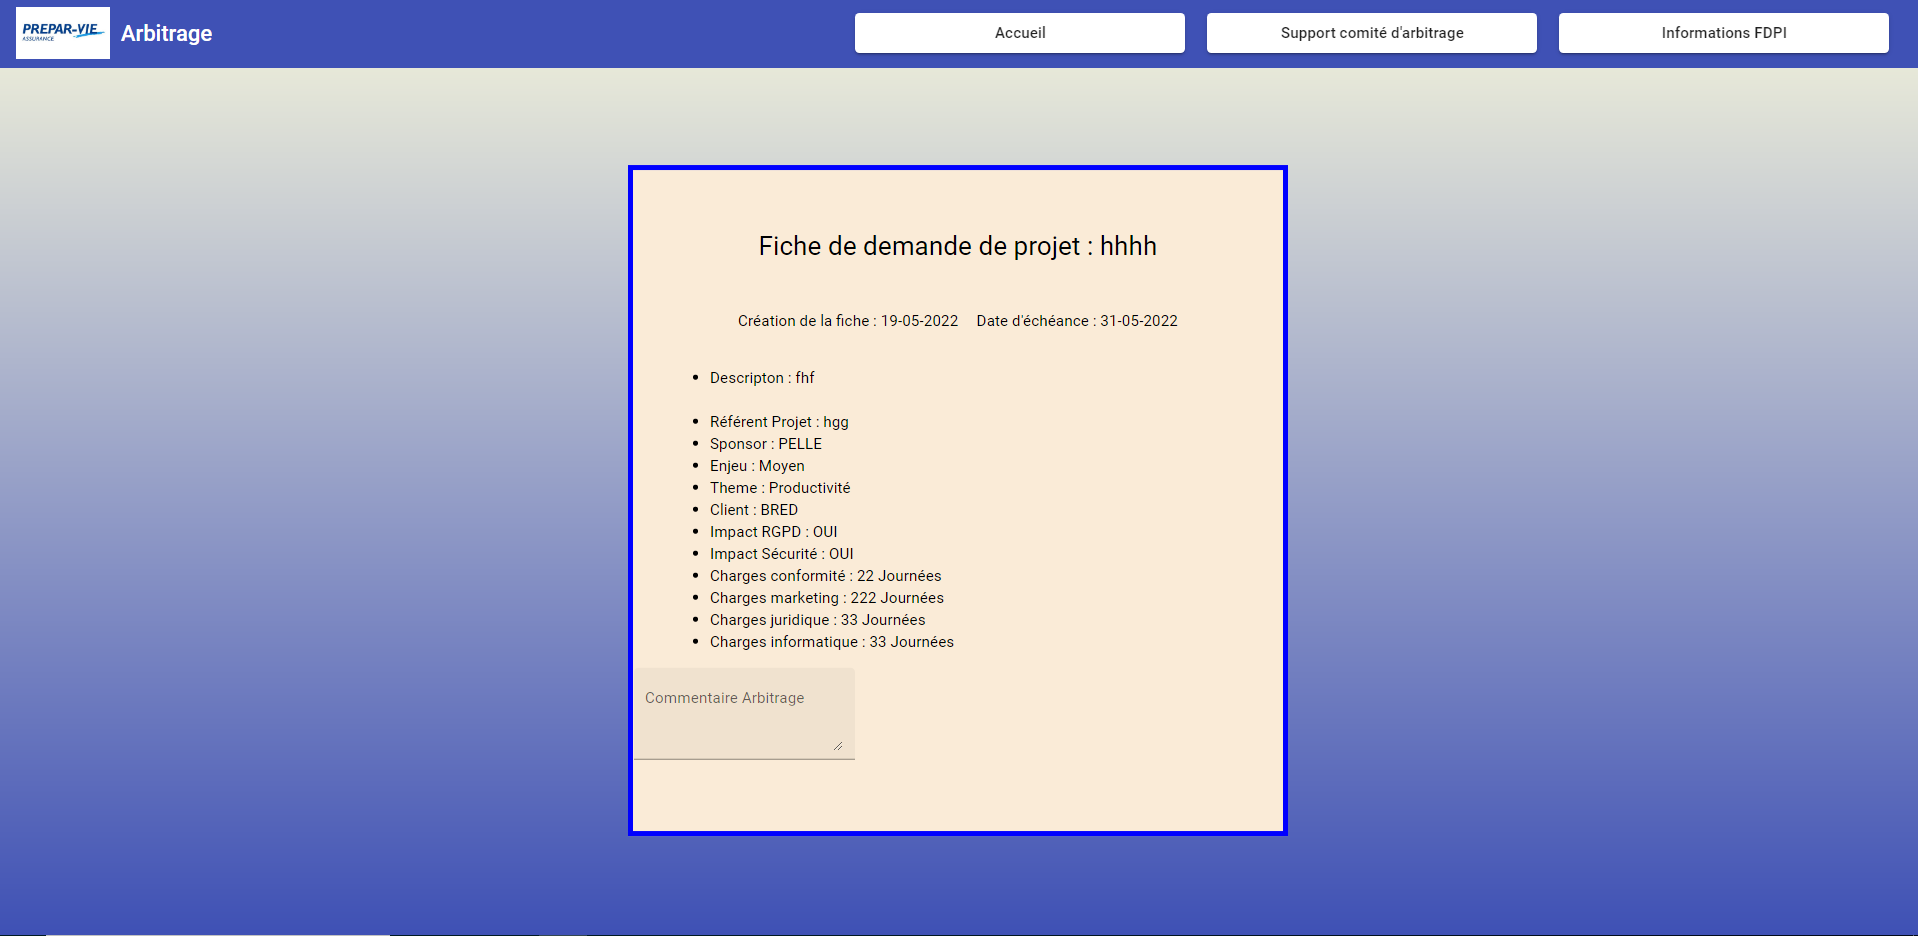 PREPAR-VIE
ASSURANCE
Arbitrage
Accueil
Support comité d'arbitrage
Informations FDPI
Fiche de demande de projet : hhhh
Création de la fiche : 19-05-2022 Date d'échéance : 31-05-2022
• Descripton : fhf
• Référent Projet : hgg
• Sponsor : PELLE
• Enjeu : Moyen
• Theme : Productivité
• Client : BRED
• Impact RGPD : OUI
• Impact Sécurité : OUI
• Charges conformité : 22 Journées
• Charges marketing : 222 Journées
• Charges juridique : 33 Journées
• Charges informatique : 33 Journées
Commentaire Arbitrage